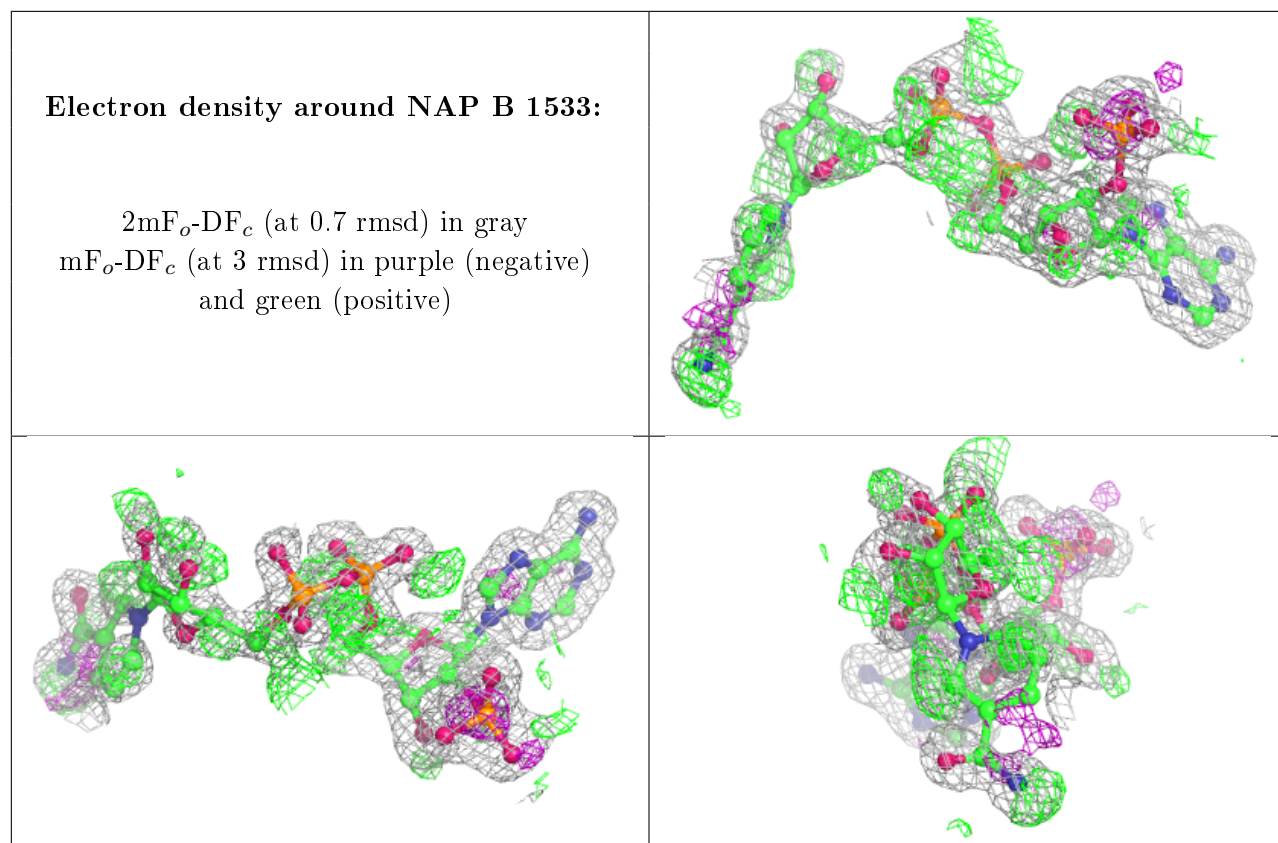 Electron density around NAP B 1533:
2mFₒ-DF𝒸 (at 0.7 rmsd) in gray
mFₒ-DF𝒸 (at 3 rmsd) in purple (negative)
and green (positive)